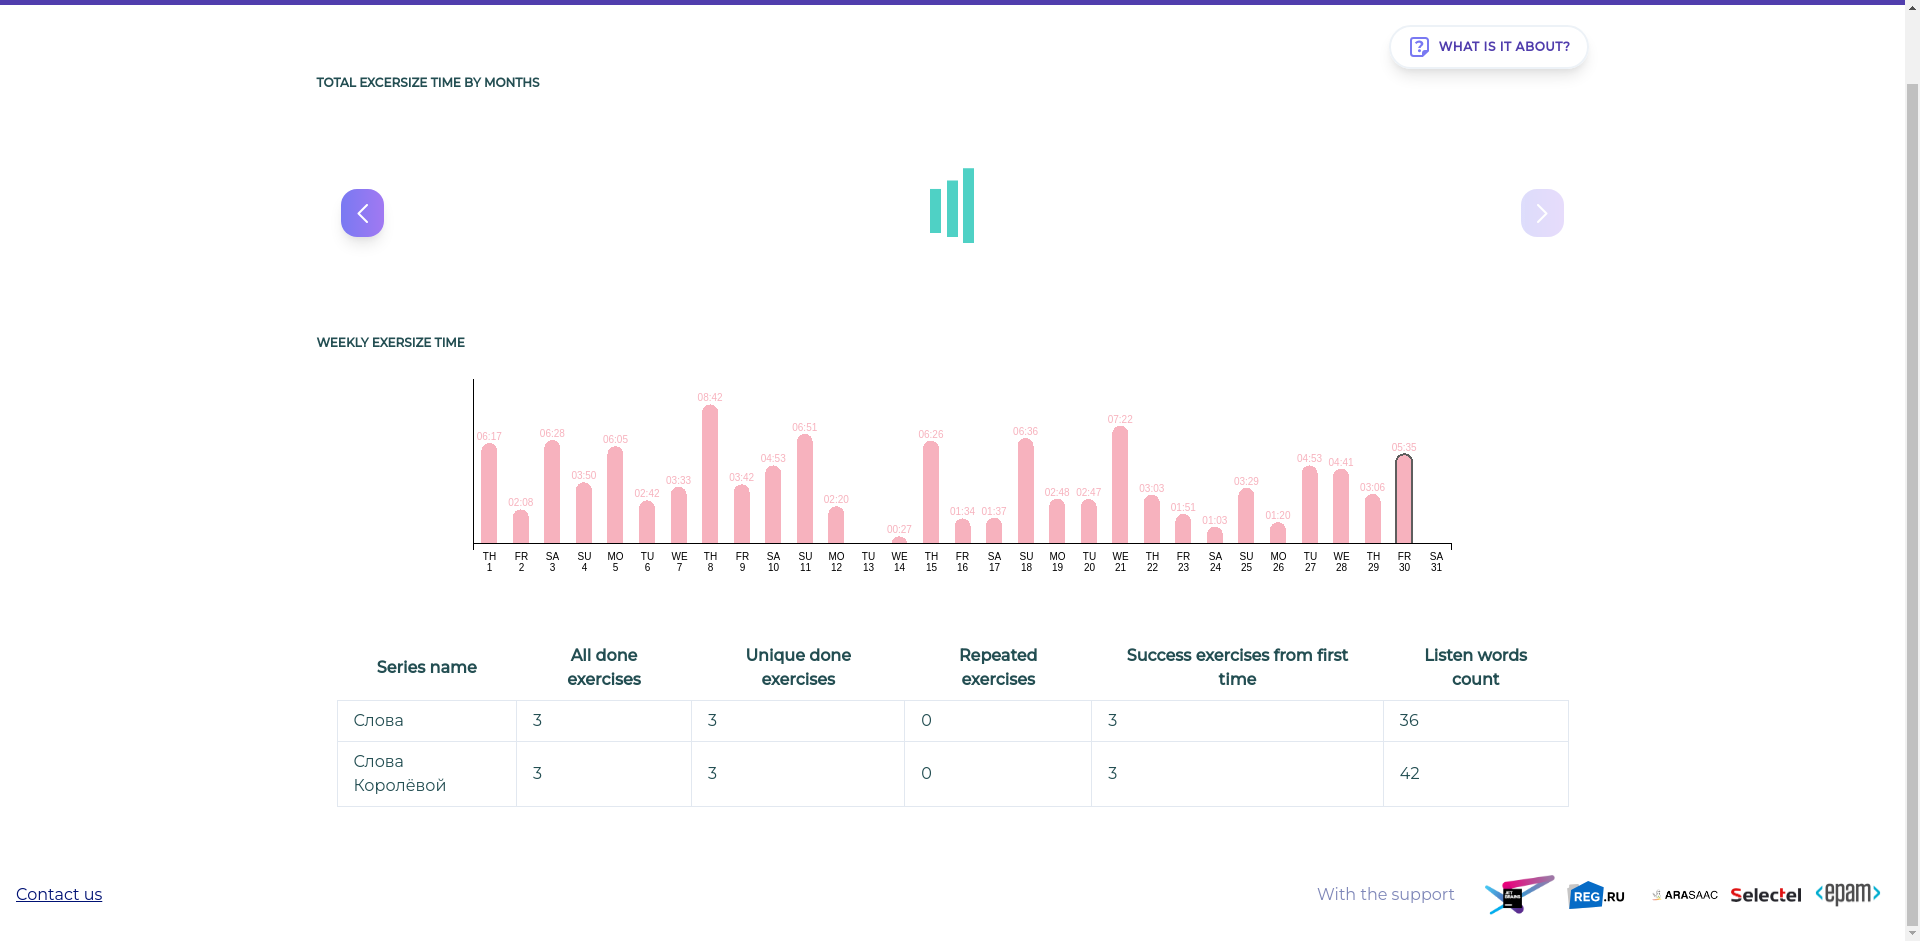 WHAT IS IT ABOUT?
TOTAL EXCERSIZE TIME BY MONTHS
WEEKLY EXERSIZE TIME
06:17 02:08 06:28 03:50 06:05 02:42 03:33 08:42 03:42 04:53 06:51 02:20 00:27 06:26 01:34 01:37 06:36 02:48 02:47 07:22 03:03 01:51 01:03 03:29 01:20 04:53 04:41 03:06 05:35
TH FR SA SU MO TU WE TH FR SA SU MO TU WE TH FR SA SU MO TU WE TH FR SA SU MO TU WE TH FR SA
1 2 3 4 5 6 7 8 9 10 11 12 13 14 15 16 17 18 19 20 21 22 23 24 25 26 27 28 29 30 31
Series name All done exercises Unique done exercises Repeated exercises Success exercises from first time Listen words count
Слова 3 3 0 3 36
Слова Королёвой 3 3 0 3 42
Contact us
With the support JET BRAINS REG.RU ARASAAC Selectel <epam>